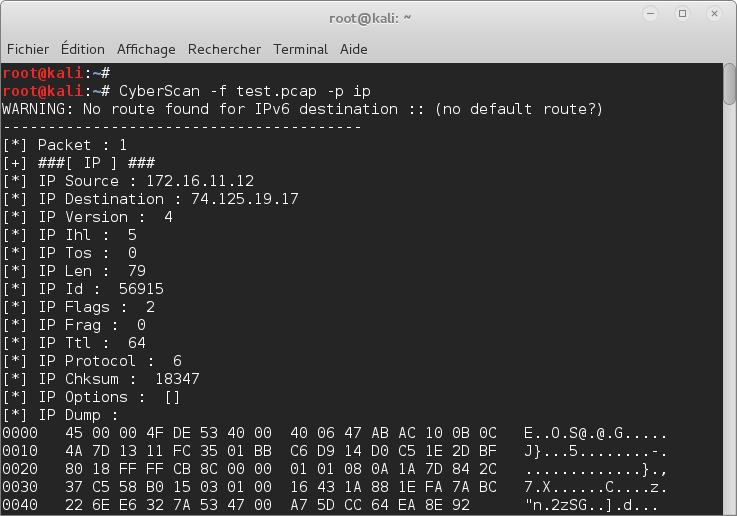 root@kali: ~
Fichier Édition Affichage Rechercher Terminal Aide
root@kali:~#
root@kali:~# CyberScan -f test.pcap -p ip
WARNING: No route found for IPv6 destination :: (no default route?)
---------------------------------------
[*] Packet : 1
[+] ###[ IP ] ###
[*] IP Source : 172.16.11.12
[*] IP Destination : 74.125.19.17
[*] IP Version :  4
[*] IP Ihl :  5
[*] IP Tos :  0
[*] IP Len :  79
[*] IP Id :  56915
[*] IP Flags :  2
[*] IP Frag :  0
[*] IP Ttl :  64
[*] IP Protocol :  6
[*] IP Chksum :  18347
[*] IP Options :  []
[*] IP Dump :
0000   45 00 00 4F DE 53 40 00  40 06 47 AB AC 10 0B 0C   E..O.S@.@.G.....
0010   4A 7D 13 11 FC 35 01 BB  C6 D9 14 D0 C5 1E 2D BF   J}...5........-.
0020   80 18 FF FF CB 8C 00 00  01 01 08 0A 1A 7D 84 2C   .............}.,
0030   37 C5 58 B0 15 03 01 00  16 43 1A 88 1E FA 7A BC   7.X......C....z.
0040   22 6E E6 32 7A 53 47 00  A7 5D CC 64 EA 8E 92      "n.2zSG..].d...